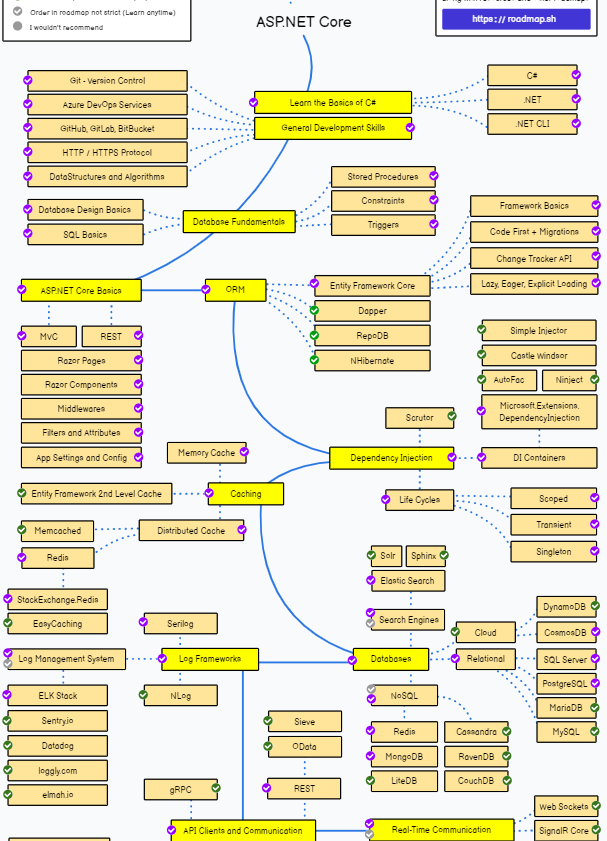 Order in roadmap not strict (Learn anytime)
I wouldn't recommend
ASP.NET Core
https://roadmap.sh
Git - Version Control
Azure DevOps Services
GitHub, GitLab, BitBucket
HTTP / HTTPS Protocol
DataStructures and Algorithms
Learn the Basics of C#
General Development Skills
C#
.NET
.NET CLI
Database Design Basics
SQL Basics
Database Fundamentals
Stored Procedures
Constraints
Triggers
Framework Basics
Code First + Migrations
Change Tracker API
Lazy, Eager, Explicit Loading
ASP.NET Core Basics
ORM
Entity Framework Core
Dapper
RepoDB
NHibernate
MVC
REST
Razor Pages
Razor Components
Middlewares
Filters and Attributes
App Settings and Config
Simple Injector
Castle Windsor
AutoFac
Ninject
Microsoft.Extensions.
DependencyInjection
Scrutor
Dependency Injection
DI Containers
Life Cycles
Scoped
Transient
Singleton
Memory Cache
Entity Framework 2nd Level Cache
Caching
Memcached
Distributed Cache
Redis
StackExchange.Redis
EasyCaching
Solr
Sphinx
Elastic Search
Search Engines
Cloud
DynamoDB
CosmosDB
Serilog
Log Management System
Log Frameworks
Databases
Relational
SQL Server
PostgreSQL
MariaDB
MySQL
ELK Stack
Sentry.io
Datadog
loggly.com
elmah.io
NLog
NoSQL
Redis
Cassandra
MongoDB
RavenDB
LiteDB
CouchDB
Sieve
OData
gRPC
REST
API Clients and Communication
Real-Time Communication
Web Sockets
SignalR Core